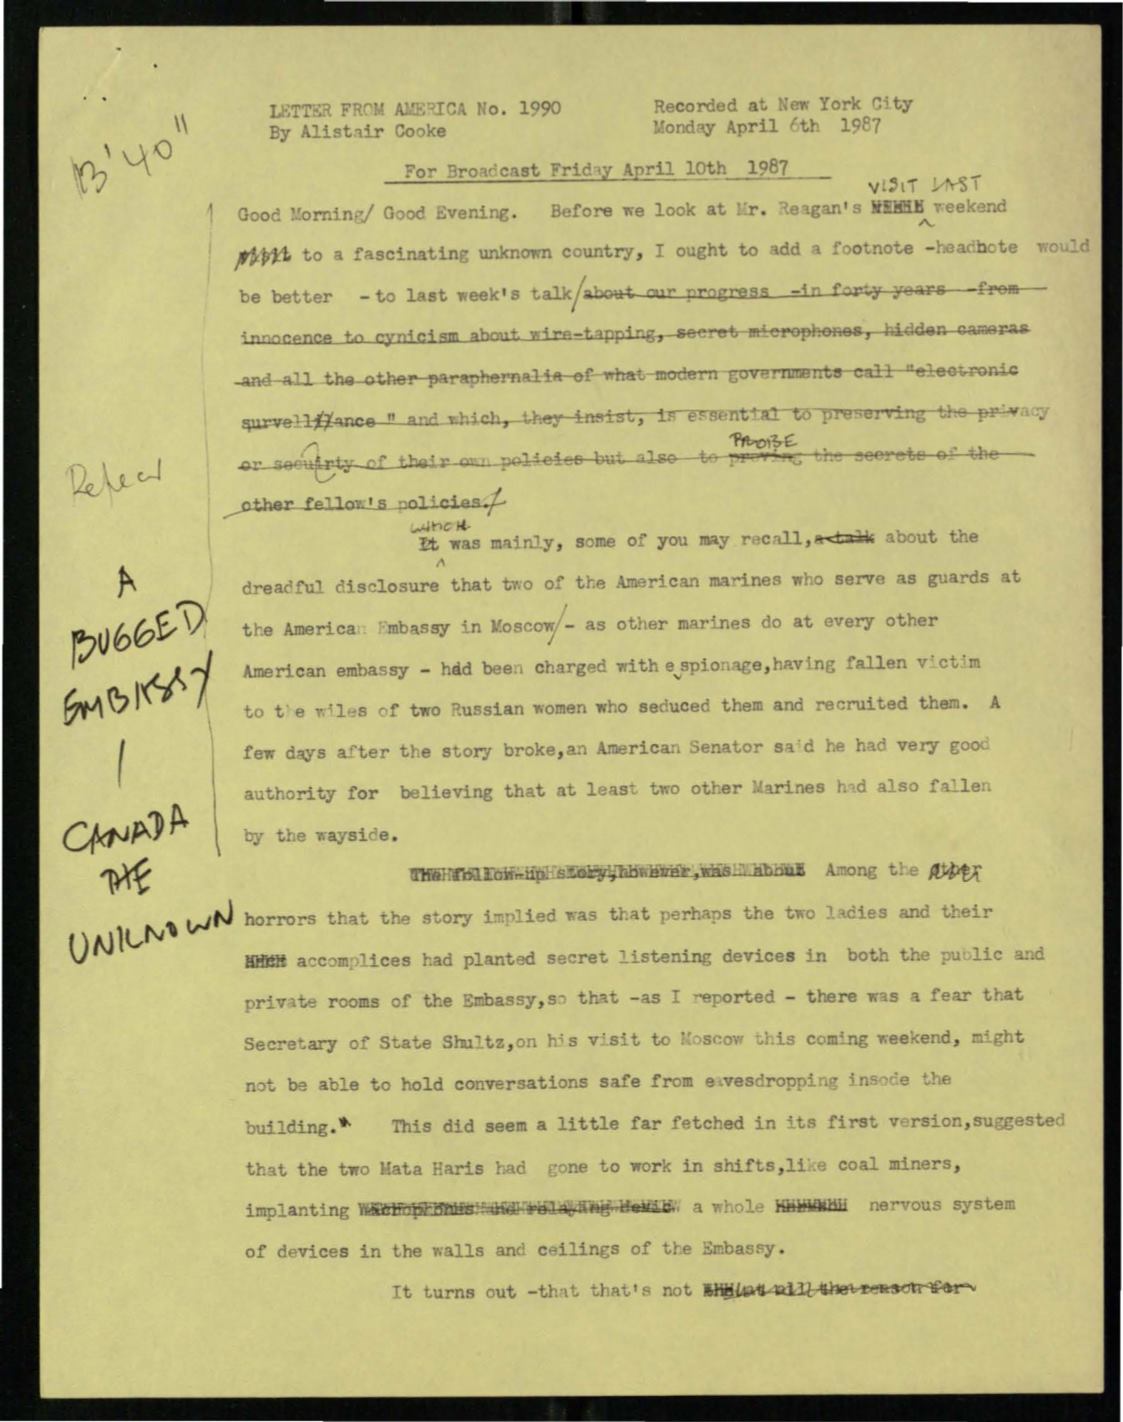 LETTER FROM AMERICA No. 1990
By Alistair Cooke
Recorded at New York City
Monday April 6th 1987
13'40"
For Broadcast Friday April 10th 1987
VISIT LAST
Good Morning/ Good Evening. Before we look at Mr. Reagan's weekend
to a fascinating unknown country, I ought to add a footnote -headnote would
be better - to last week's talk/about our progress -in forty years -from
innocence to cynicism about wire-tapping, secret microphones, hidden cameras
and all the other paraphernalia of what modern governments call "electronic
survellance " and which, they insist, is essential to preserving the privacy
PROBE
or secuirty of their own policies but also to proving the secrets of the
other fellow's policies.
WHICH
It was mainly, some of you may recall,a talk about the
dreadful disclosure that two of the American marines who serve as guards at
the American Embassy in Moscow/- as other marines do at every other
American embassy - had been charged with espionage,having fallen victim
to the wiles of two Russian women who seduced them and recruited them. A
few days after the story broke,an American Senator said he had very good
authority for believing that at least two other Marines had also fallen
by the wayside.
The follow-up story,however,was about Among the other
horrors that the story implied was that perhaps the two ladies and their
accomplices had planted secret listening devices in both the public and
private rooms of the Embassy,so that -as I reported - there was a fear that
Secretary of State Shultz,on his visit to Moscow this coming weekend, might
not be able to hold conversations safe from eavesdropping insode the
building." This did seem a little far fetched in its first version,suggested
that the two Mata Haris had gone to work in shifts,like coal miners,
implanting a whole nervous system
of devices in the walls and ceilings of the Embassy.
It turns out -that that's not at all the reason for
A
BUGGED
EMBASSY
|
CANADA
THE
UNKNOWN